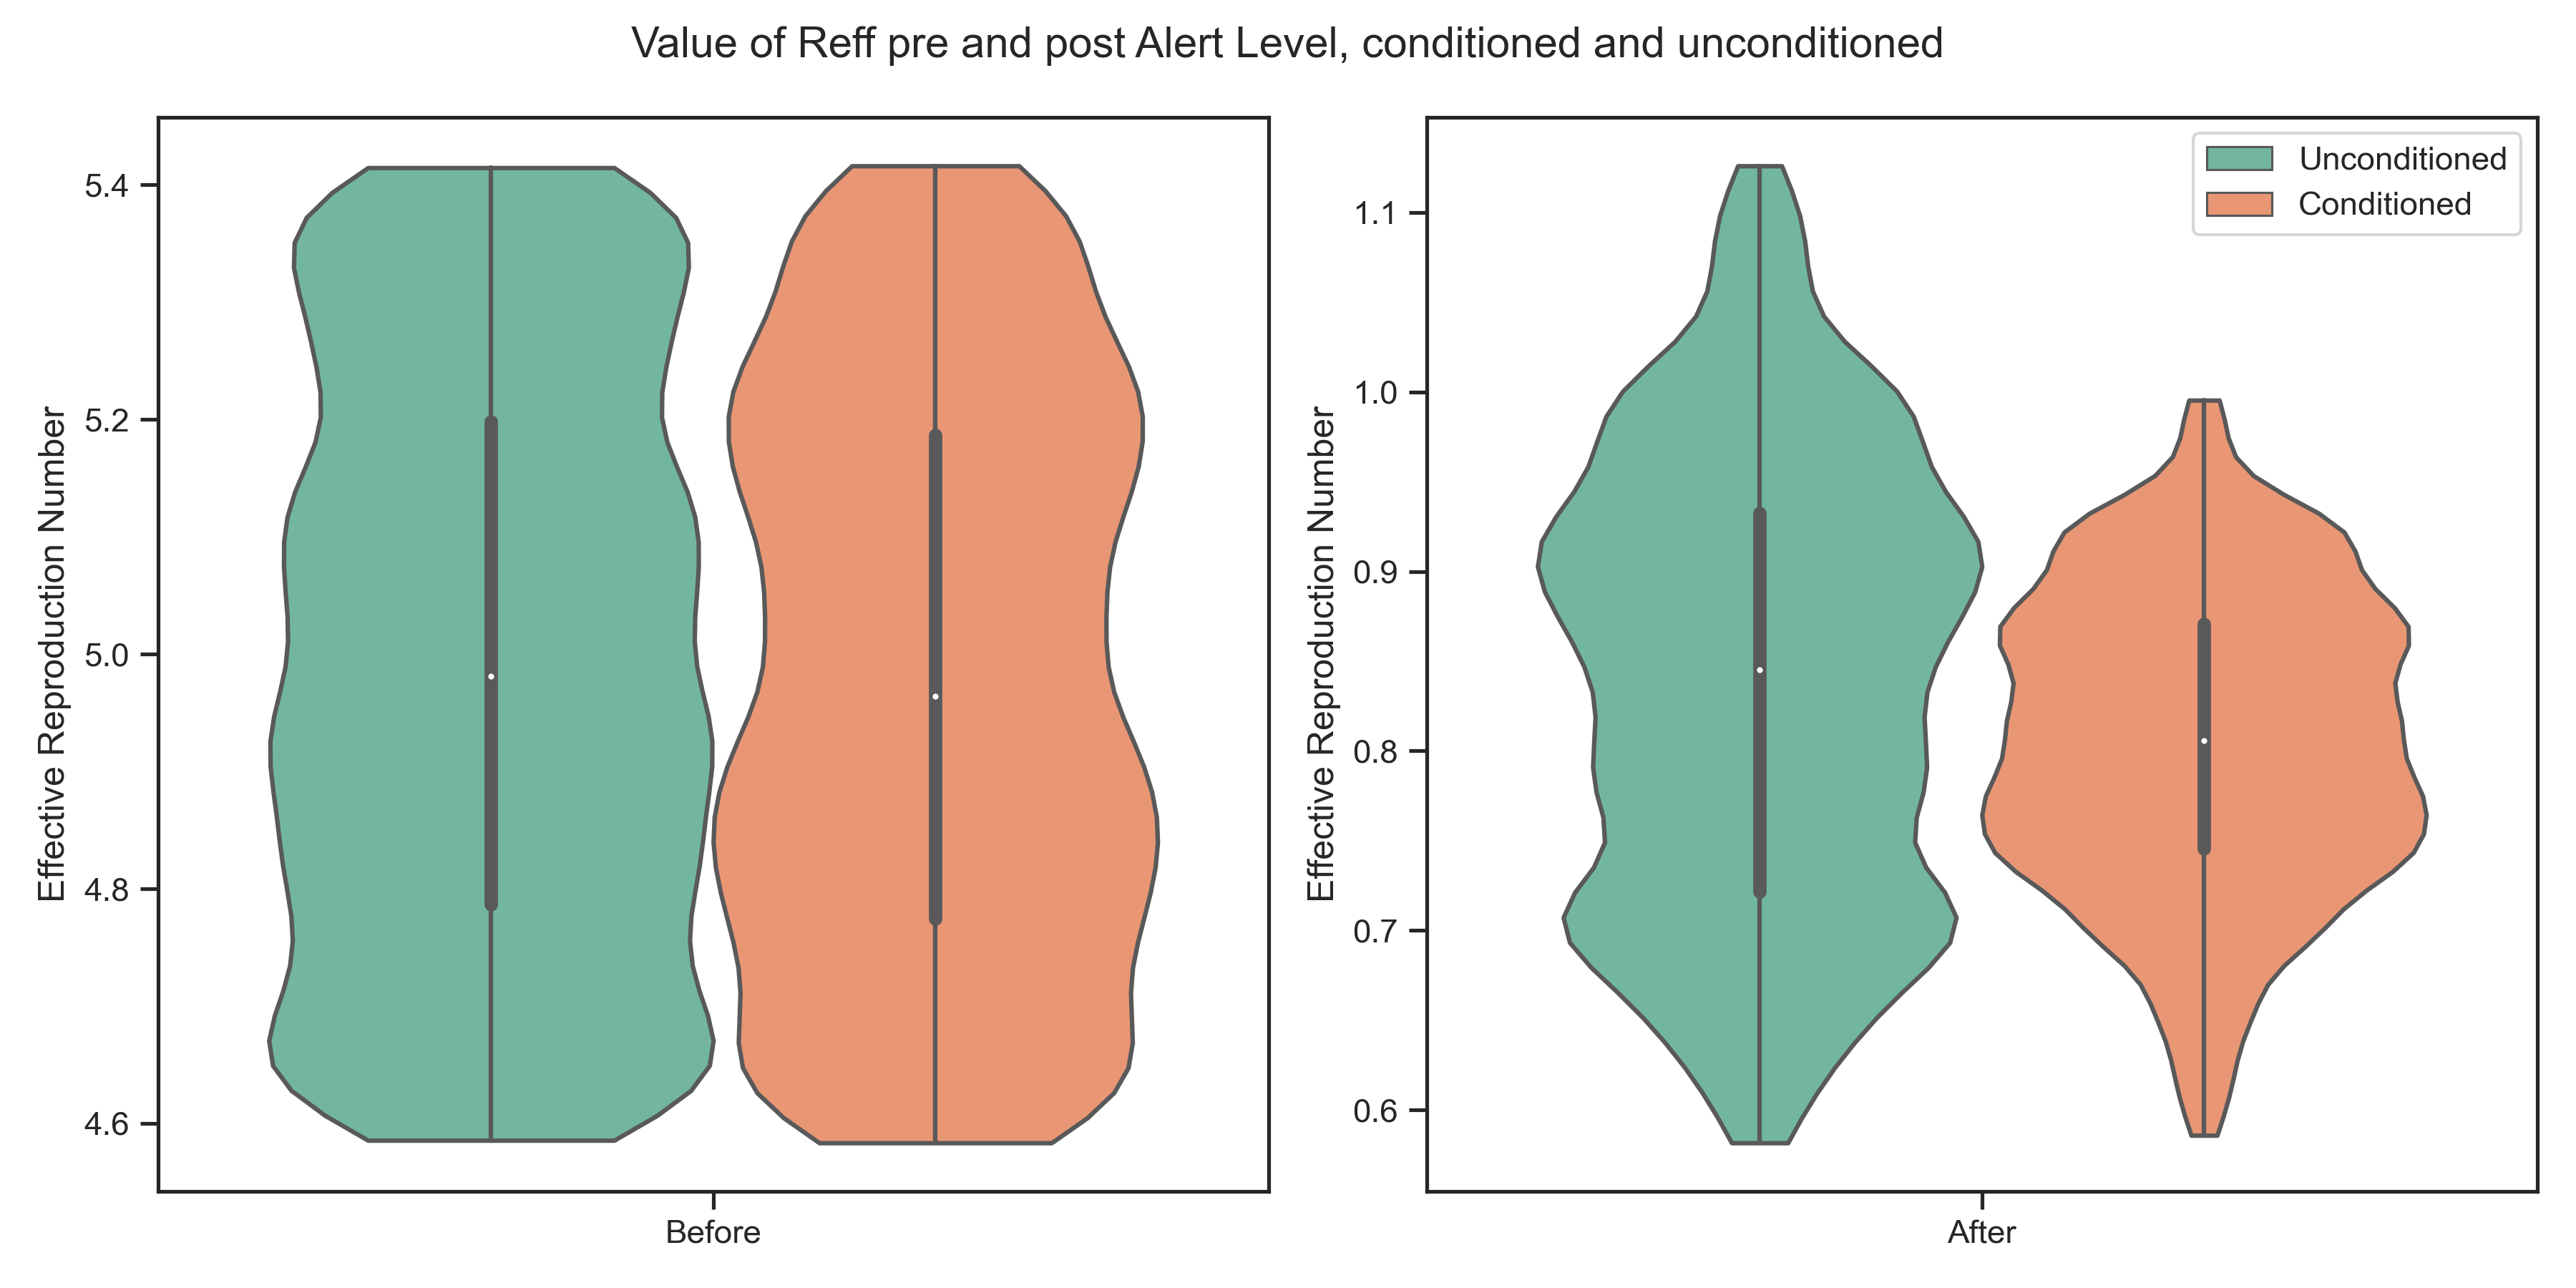 Value of Reff pre and post Alert Level, conditioned and unconditioned
Effective Reproduction Number
5.4
5.2
5.0
4.8
4.6
Before
Effective Reproduction Number
1.1
1.0
0.9
0.8
0.7
0.6
After
Unconditioned
Conditioned